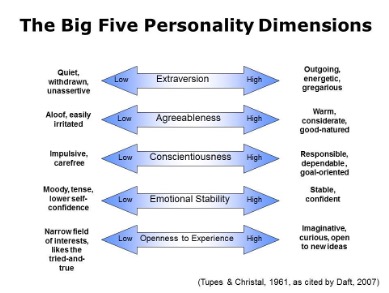 The Big Five Personality Dimensions
Quiet,
withdrawn,
unassertive
Low
Extraversion
High
Outgoing,
energetic,
gregarious
Aloof, easily
irritated
Low
Agreeableness
High
Warm,
considerate,
good-natured
Impulsive,
carefree
Low
Conscientiousness
High
Responsible,
dependable,
goal-oriented
Moody, tense,
lower self-
confidence
Low
Emotional Stability
High
Stable,
confident
Narrow field
of interests,
likes the
tried-and-
true
Low
Openness to Experience
High
Imaginative,
curious, open
to new ideas
(Tupes & Christal, 1961, as cited by Daft, 2007)